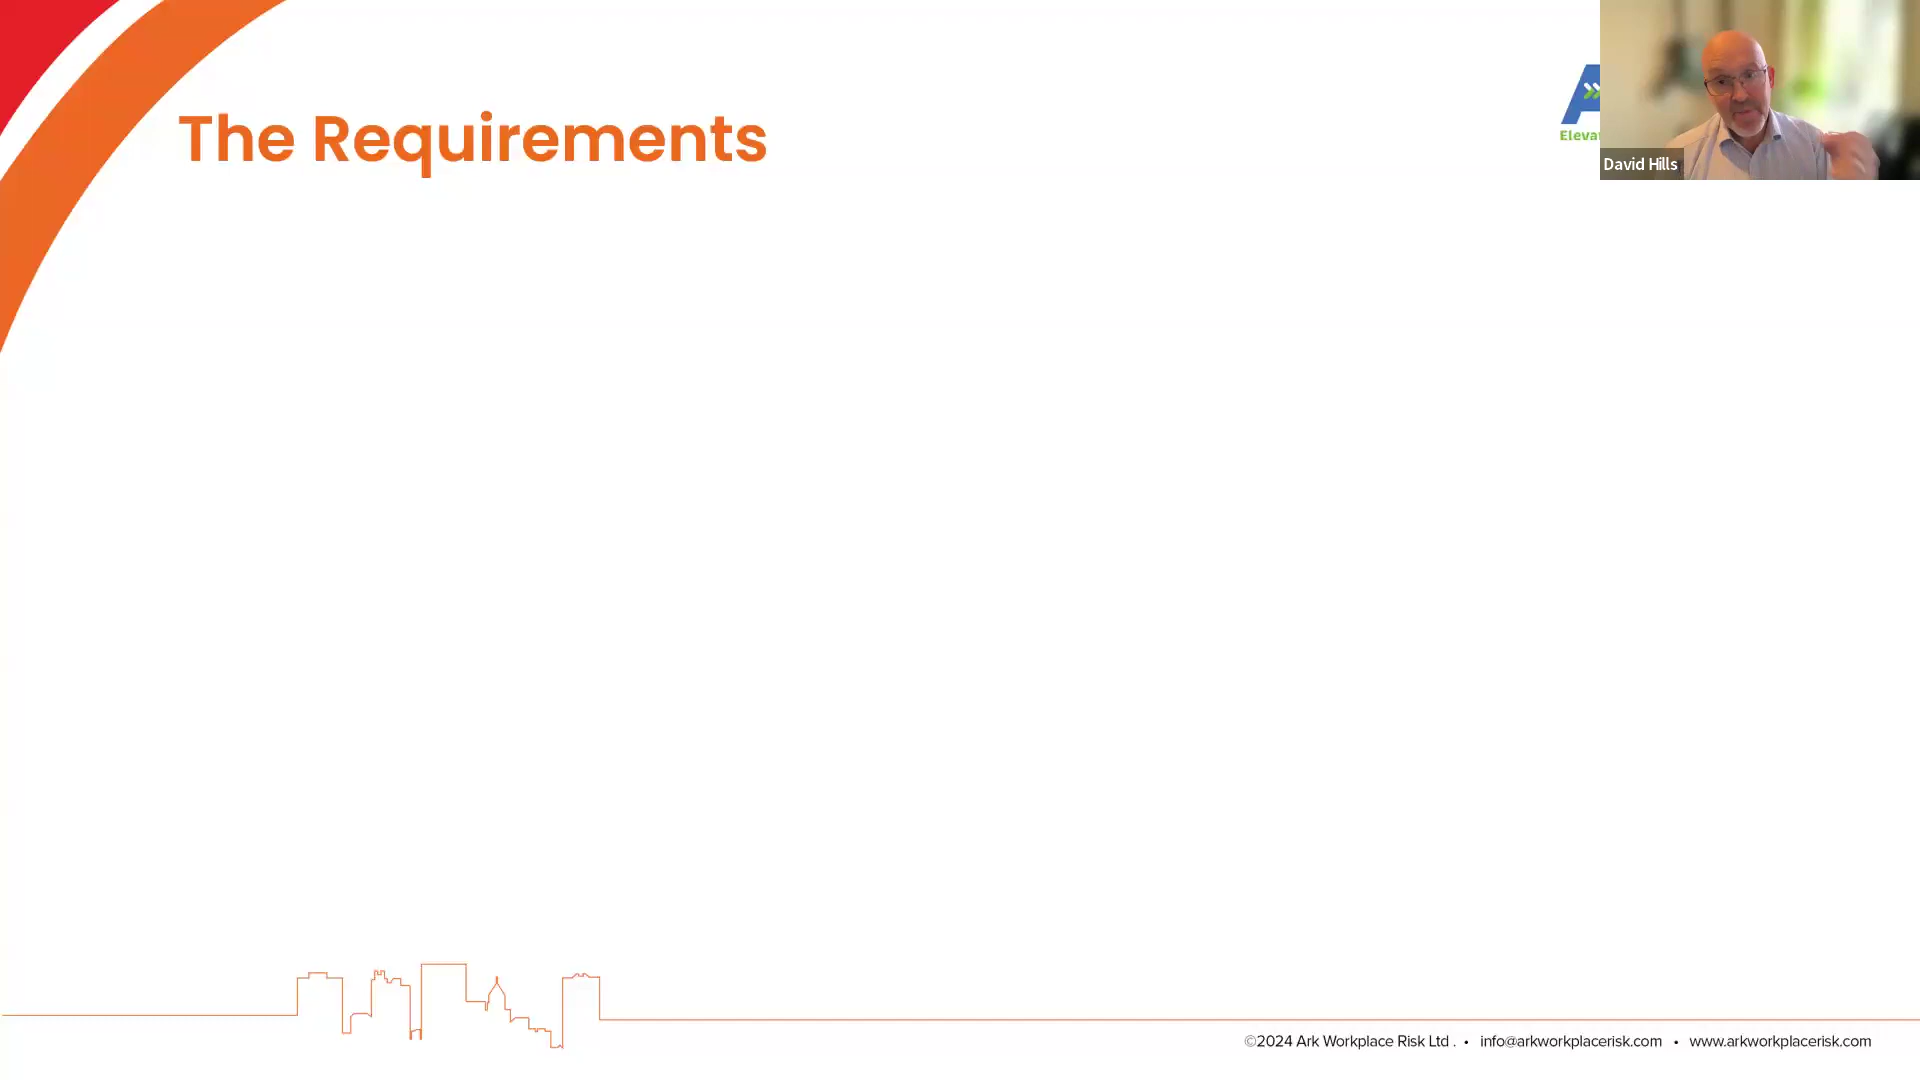 The Requirements
David Hills
©2024 Ark Workplace Risk Ltd . • info@arkworkplacerisk.com • www.arkworkplacerisk.com